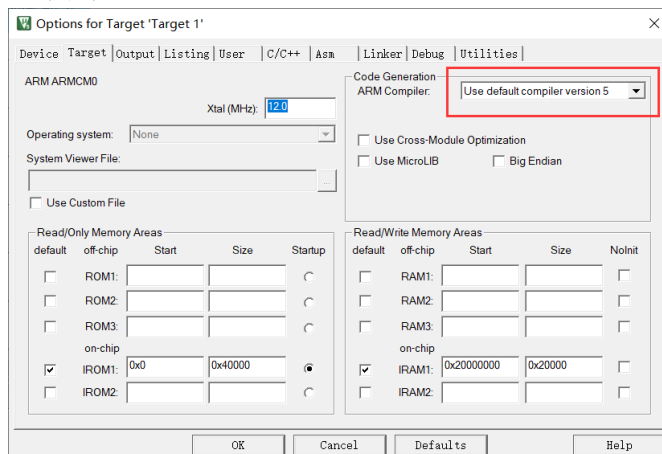 Options for Target 'Target 1'
Device Target Output Listing User C/C++ Asm Linker Debug Utilities
ARM ARMCM0
Xtal (MHz): 12.0
Operating system: None
System Viewer File:
...
Use Custom File
Code Generation
ARM Compiler: Use default compiler version 5
Use Cross-Module Optimization
Use MicroLIB Big Endian
Read/Only Memory Areas
default off-chip Start Size Startup
ROM1:
ROM2:
ROM3:
on-chip
IROM1: 0x0 0x40000
IROM2:
Read/Write Memory Areas
default off-chip Start Size NoInit
RAM1:
RAM2:
RAM3:
on-chip
IRAM1: 0x20000000 0x20000
IRAM2:
OK Cancel Defaults Help